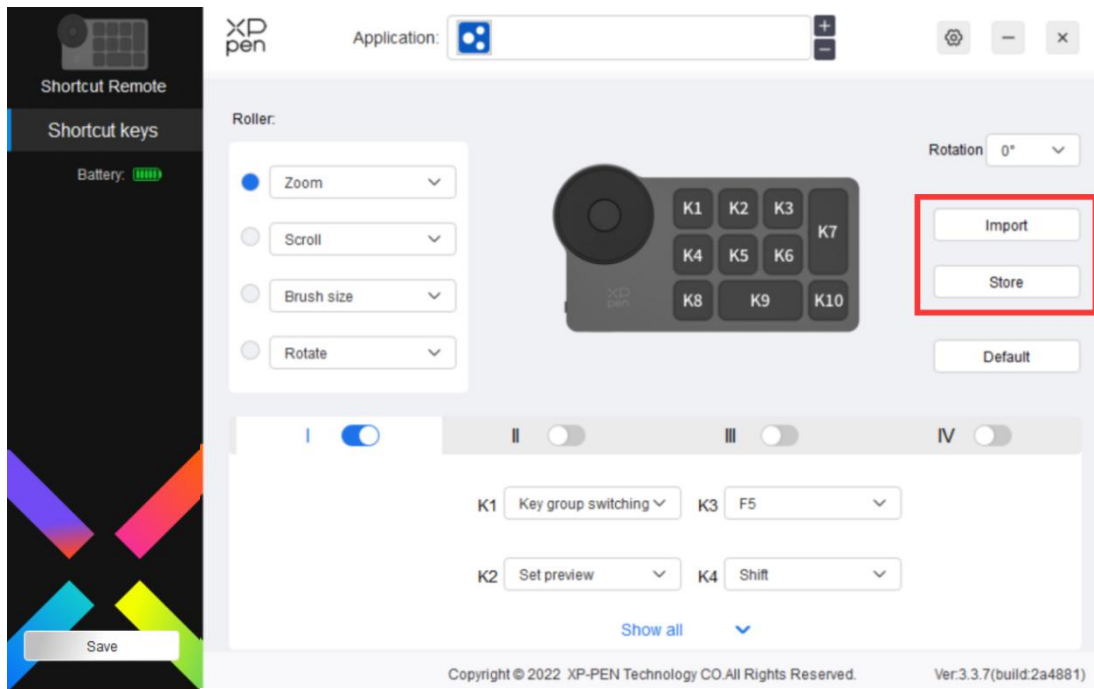 Shortcut Remote
Shortcut keys
Battery:
Save
XP
pen
Application:
+
−
Roller:
Zoom
Scroll
Brush size
Rotate
K1 K2 K3
K7
K4 K5 K6
K8 K9 K10
XP
pen
Rotation 0°
Import
Store
Default
Ⅰ Ⅱ Ⅲ Ⅳ
K1 Key group switching K3 F5
K2 Set preview K4 Shift
Show all
Copyright © 2022 XP-PEN Technology CO.All Rights Reserved. Ver:3.3.7(build:2a4881)